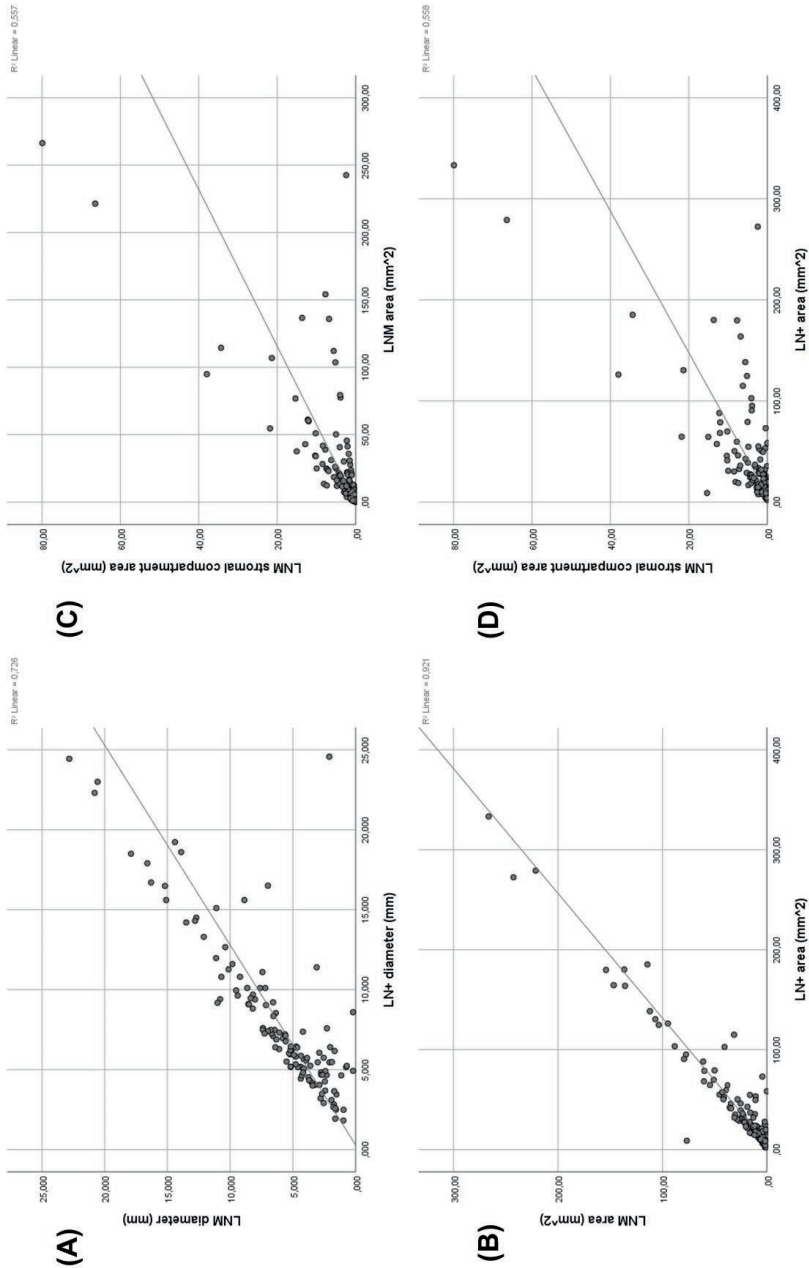 (A)
R² Linear = 0,726
LNM diameter (mm)
25,000
20,000
15,000
10,000
5,000
,000
,000
5,000
10,000
15,000
20,000
25,000
LN+ diameter (mm)
(B)
R² Linear = 0,921
LNM area (mm^2)
300,00
200,00
100,00
,00
,00
100,00
200,00
300,00
400,00
LN+ area (mm^2)
(C)
R² Linear = 0,557
LNM stromal compartment area (mm^2)
80,00
60,00
40,00
20,00
,00
,00
50,00
100,00
150,00
200,00
250,00
300,00
LNM area (mm^2)
(D)
R² Linear = 0,558
LNM stromal compartment area (mm^2)
80,00
60,00
40,00
20,00
,00
,00
100,00
200,00
300,00
400,00
LN+ area (mm^2)